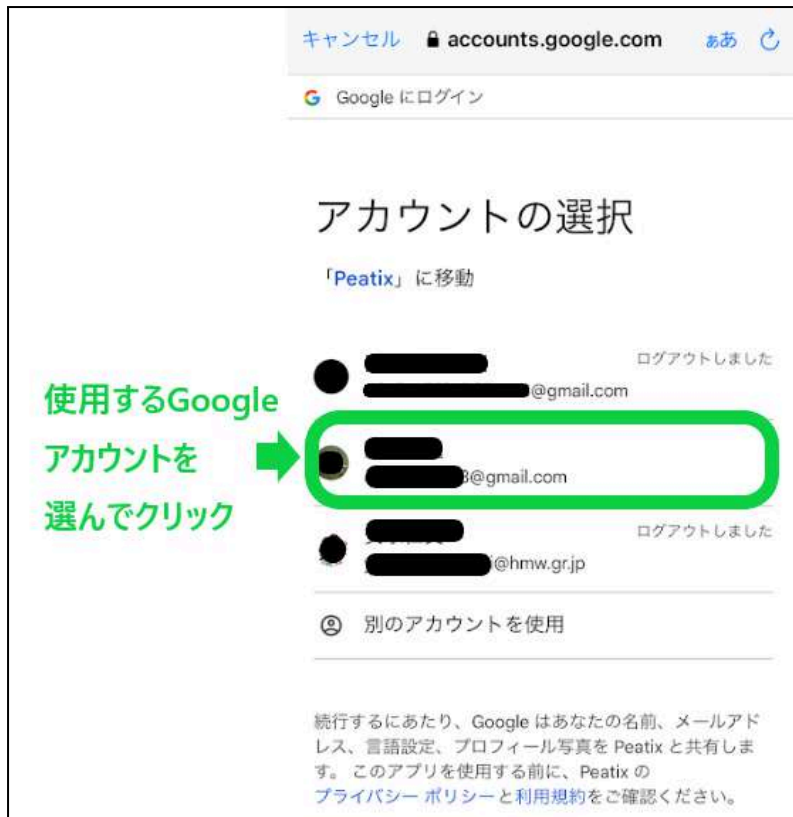 キャンセル accounts.google.com ぁあ
G Google にログイン
アカウントの選択
「Peatix」に移動
ログアウトしました
@gmail.com
使用するGoogle
アカウントを
選んでクリック
@gmail.com
ログアウトしました
@hmw.gr.jp
別のアカウントを使用
続行するにあたり、Google はあなたの名前、メールアド
レス、言語設定、プロフィール写真を Peatix と共有しま
す。 このアプリを使用する前に、Peatix の
プライバシー ポリシーと利用規約をご確認ください。